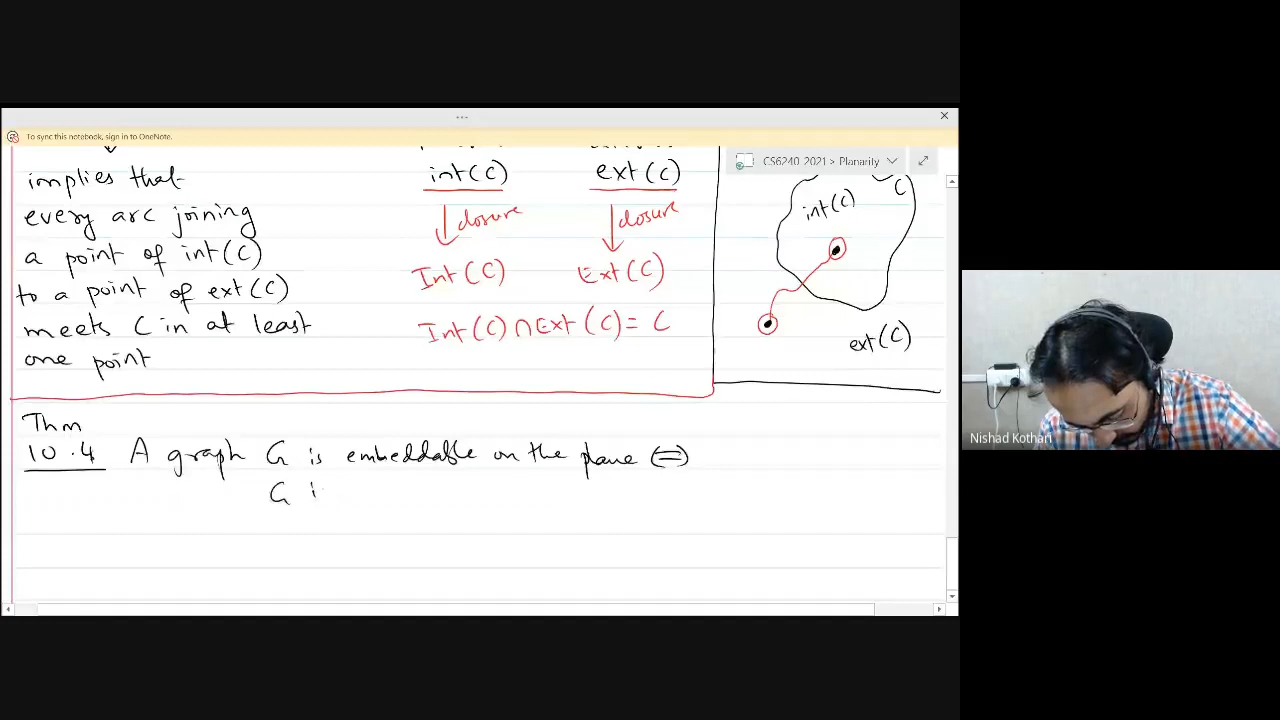 To sync this notebook, sign in to OneNote.
CS6240-2021 > Planarity
implies that
every arc joining
a point of int(C)
to a point of ext(C)
meets C in at least
one point
int(C) ext(C)
closure closure
Int(C) Ext(C)
Int(C) ∩ Ext(C) = C
int(C) C
ext(C)
Thm
10.4 A graph G is embeddable on the plane ⇔
G i
Nishad Kothari